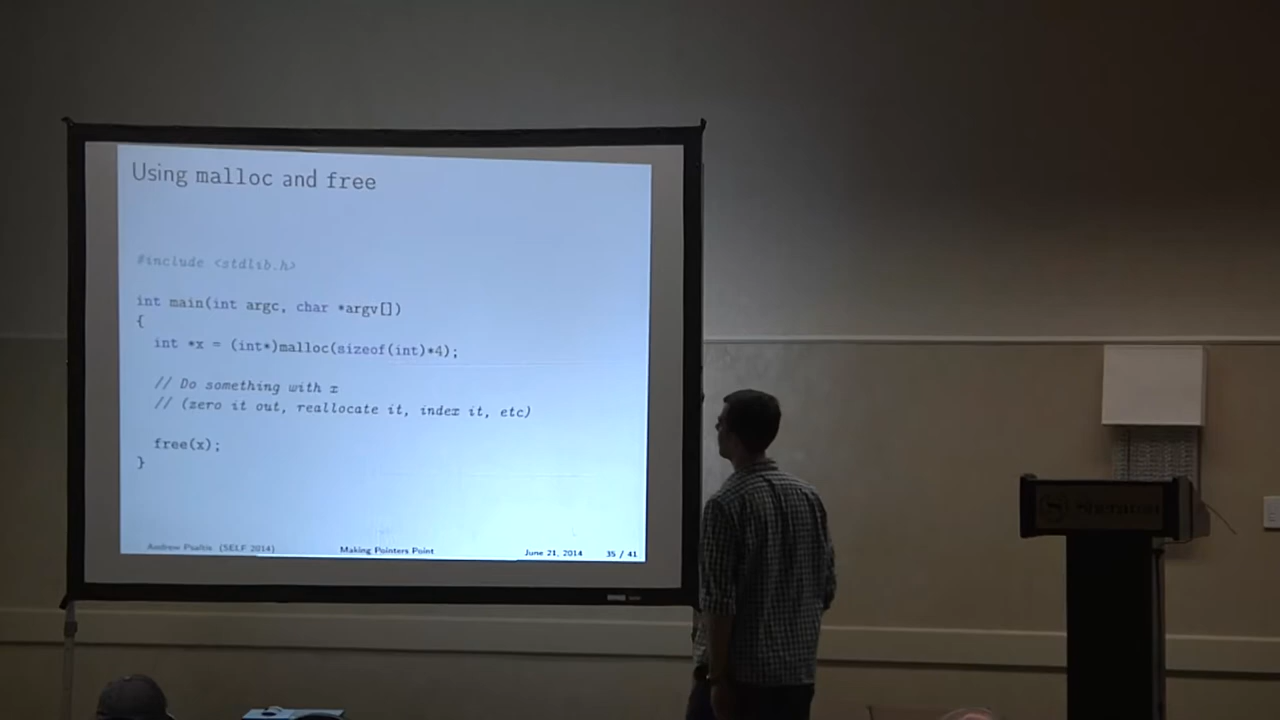 Using malloc and free
#include <stdlib.h>
int main(int argc, char *argv[])
{
int *x = (int*)malloc(sizeof(int)*4);
// Do something with x
// (zero it out, reallocate it, index it, etc)
free(x);
}
Andrew Psaltis (SELF 2014) Making Pointers Point June 21, 2014 35 / 41
Sheraton